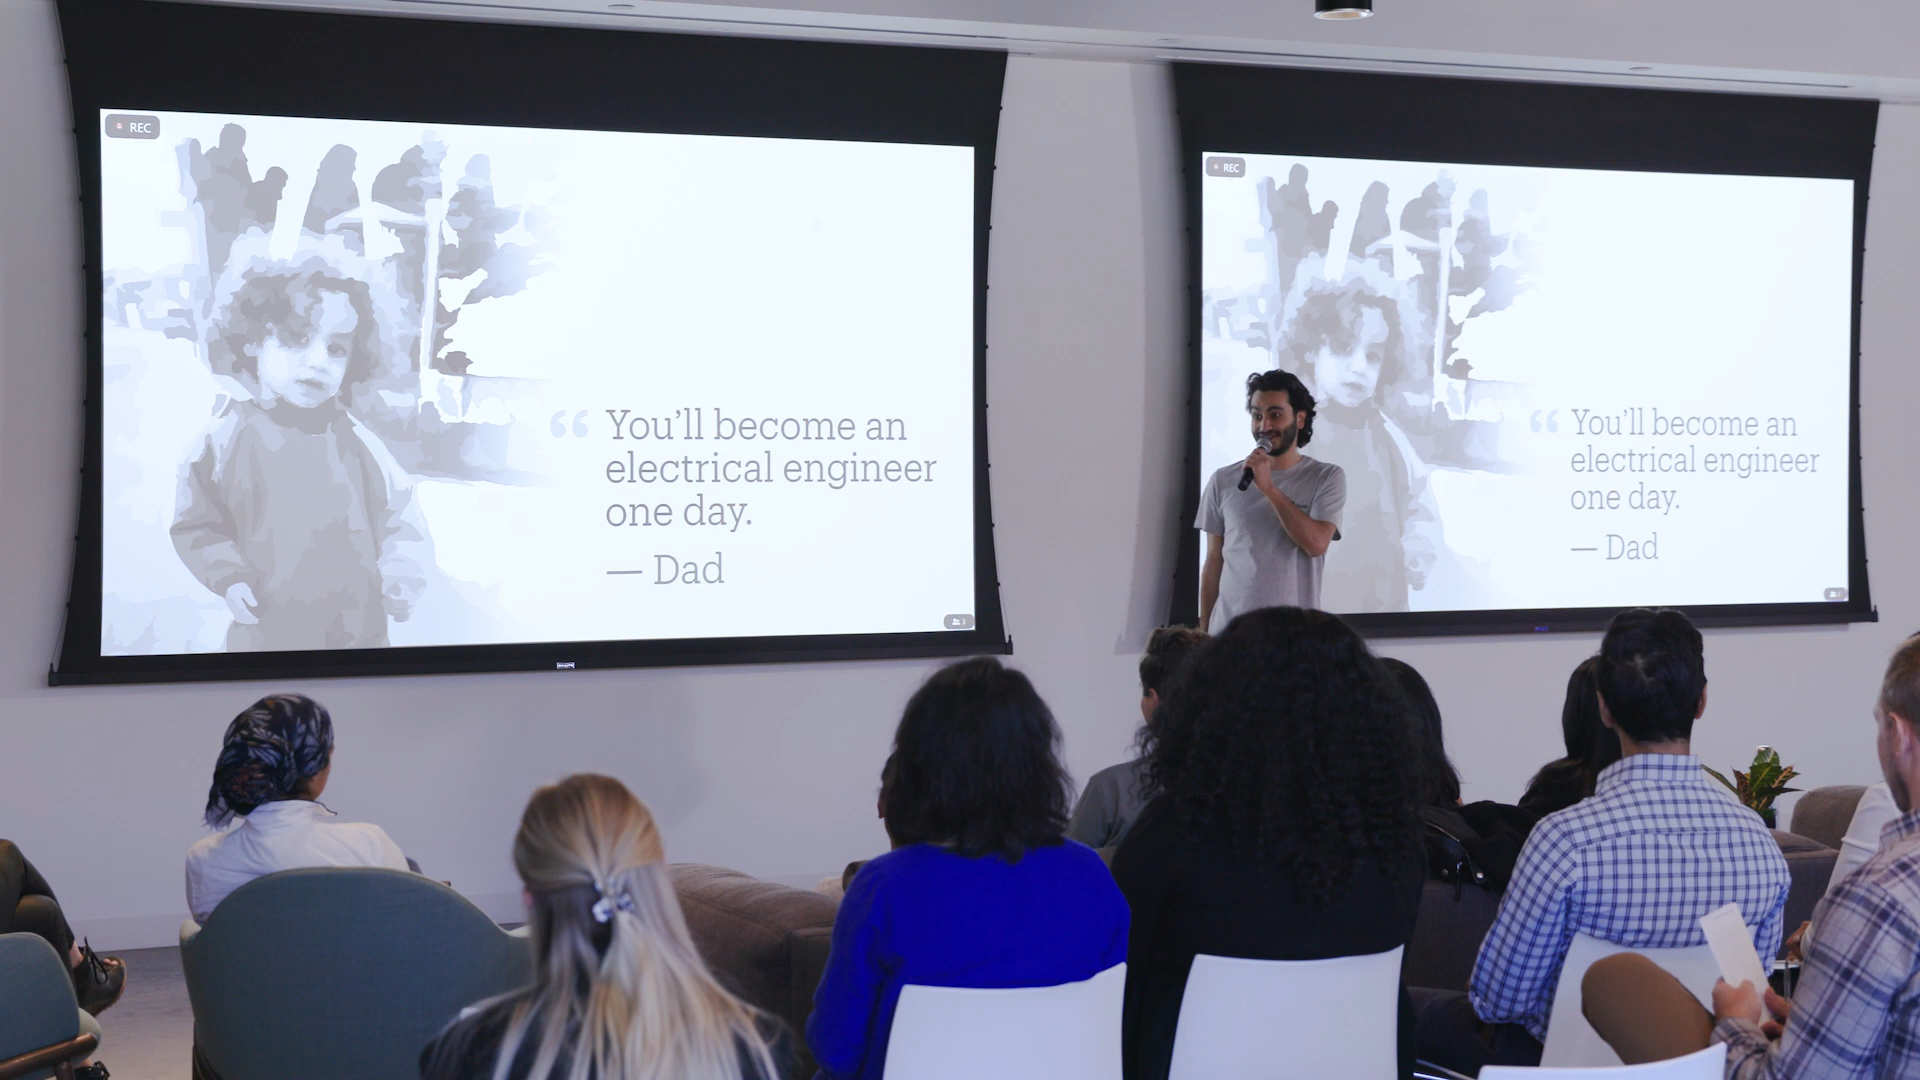 REC
“ You’ll become an
electrical engineer
one day.
— Dad
REC
“ You’ll become an
electrical engineer
one day.
— Dad